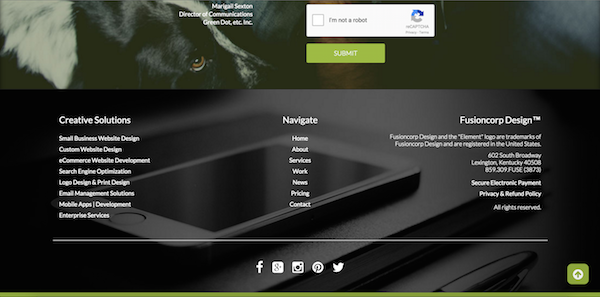 Marigail Sexton
Director of Communications
Green Dot, etc. Inc.
I'm not a robot
reCAPTCHA
Privacy - Terms
SUBMIT
Creative Solutions
Small Business Website Design
Custom Website Design
eCommerce Website Development
Search Engine Optimization
Logo Design & Print Design
Email Management Solutions
Mobile Apps | Development
Enterprise Services
Navigate
Home
About
Services
Work
News
Pricing
Contact
Fusioncorp Design™
Fusioncorp Design and the "Element" logo are trademarks of
Fusioncorp Design and are registered in the United States.
602 South Broadway
Lexington, Kentucky 40508
859.309.FUSE (3873)
Secure Electronic Payment
Privacy & Refund Policy
All rights reserved.